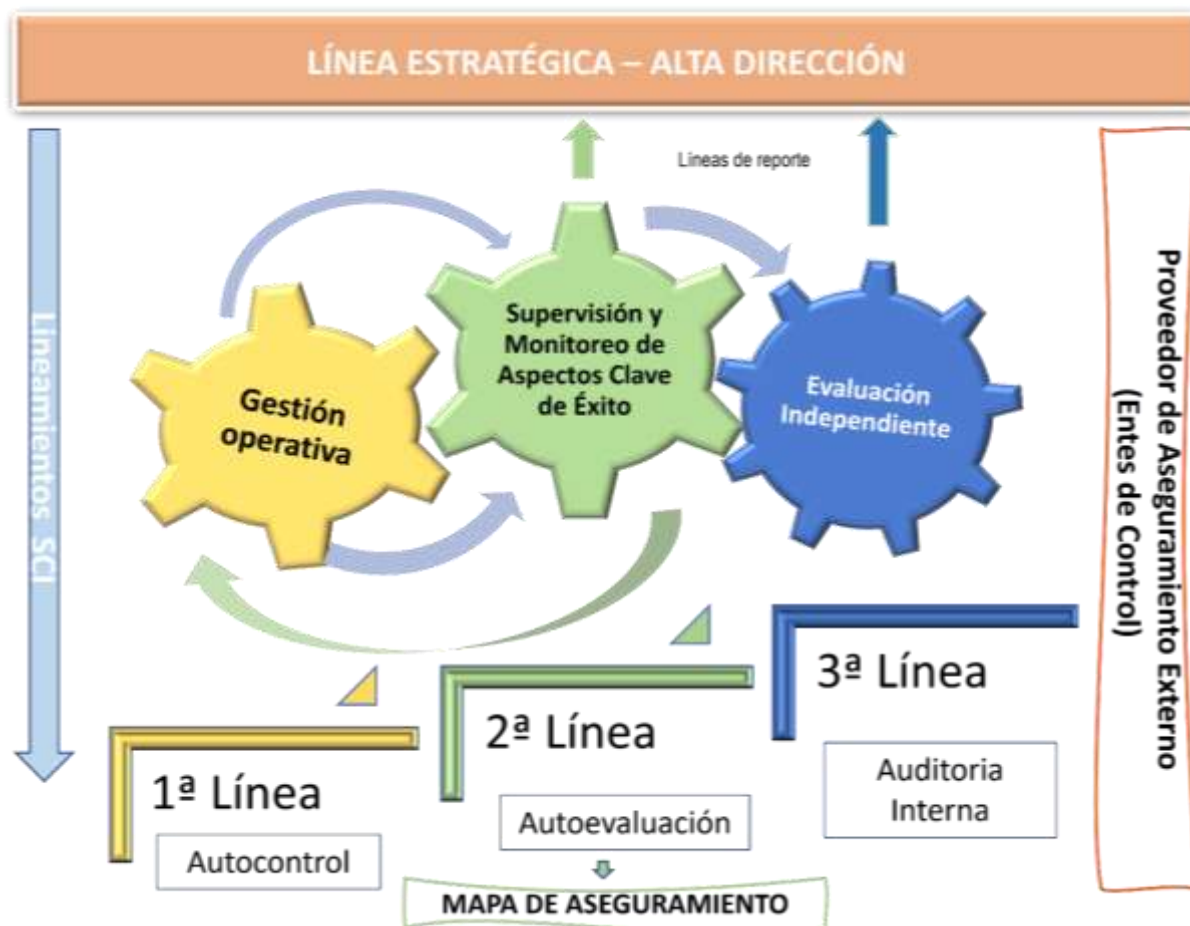 LÍNEA ESTRATÉGICA – ALTA DIRECCIÓN
Lineas de reporte
Lineamientos SCI
Gestión
operativa
Supervisión y
Monitoreo de
Aspectos Clave
de Éxito
Evaluación
Independiente
Proveedor de Aseguramiento Externo
(Entes de Control)
1ª Línea
Autocontrol
2ª Línea
Autoevaluación
3ª Línea
Auditoria
Interna
MAPA DE ASEGURAMIENTO